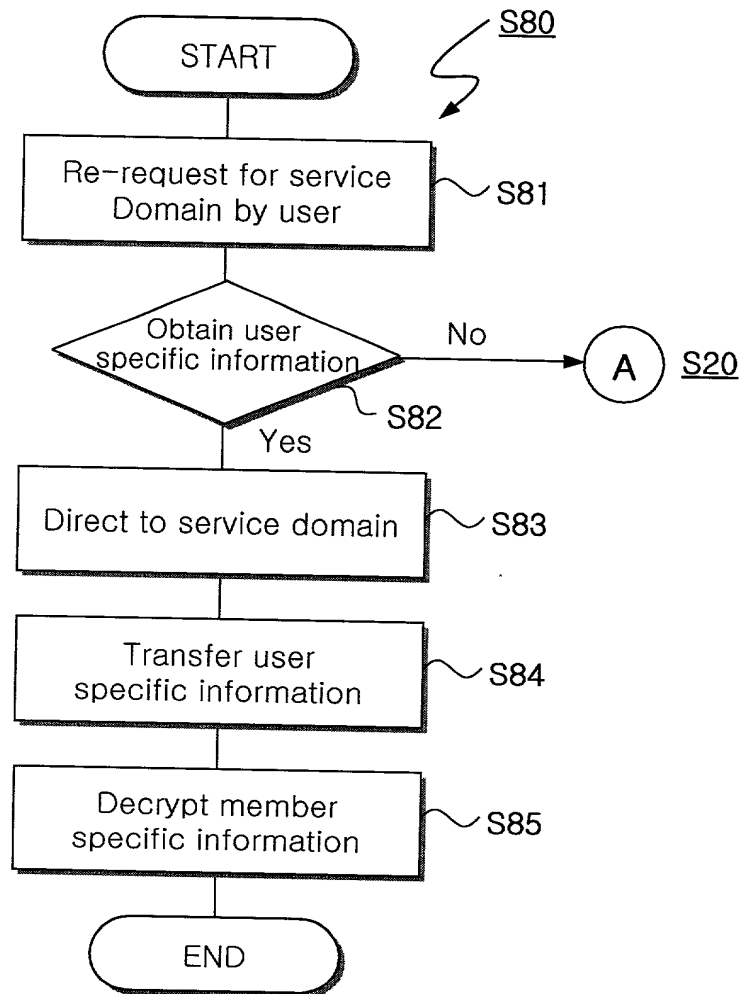 S80
START
Re-request for service
Domain by user
S81
Obtain user
specific information
No
A
S20
S82
Yes
Direct to service domain
S83
Transfer user
specific information
S84
Decrypt member
specific information
S85
END